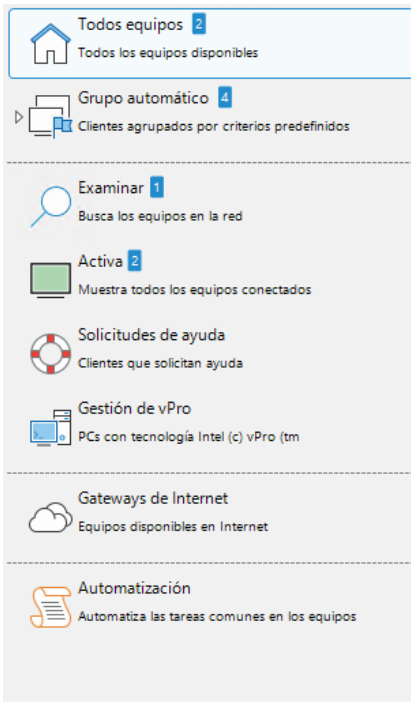 Todos equipos 2
Todos los equipos disponibles
Grupo automático 4
Clientes agrupados por criterios predefinidos
Examinar 1
Busca los equipos en la red
Activa 2
Muestra todos los equipos conectados
Solicitudes de ayuda
Clientes que solicitan ayuda
Gestión de vPro
PCs con tecnología Intel (c) vPro (tm
Gateways de Internet
Equipos disponibles en Internet
Automatización
Automatiza las tareas comunes en los equipos